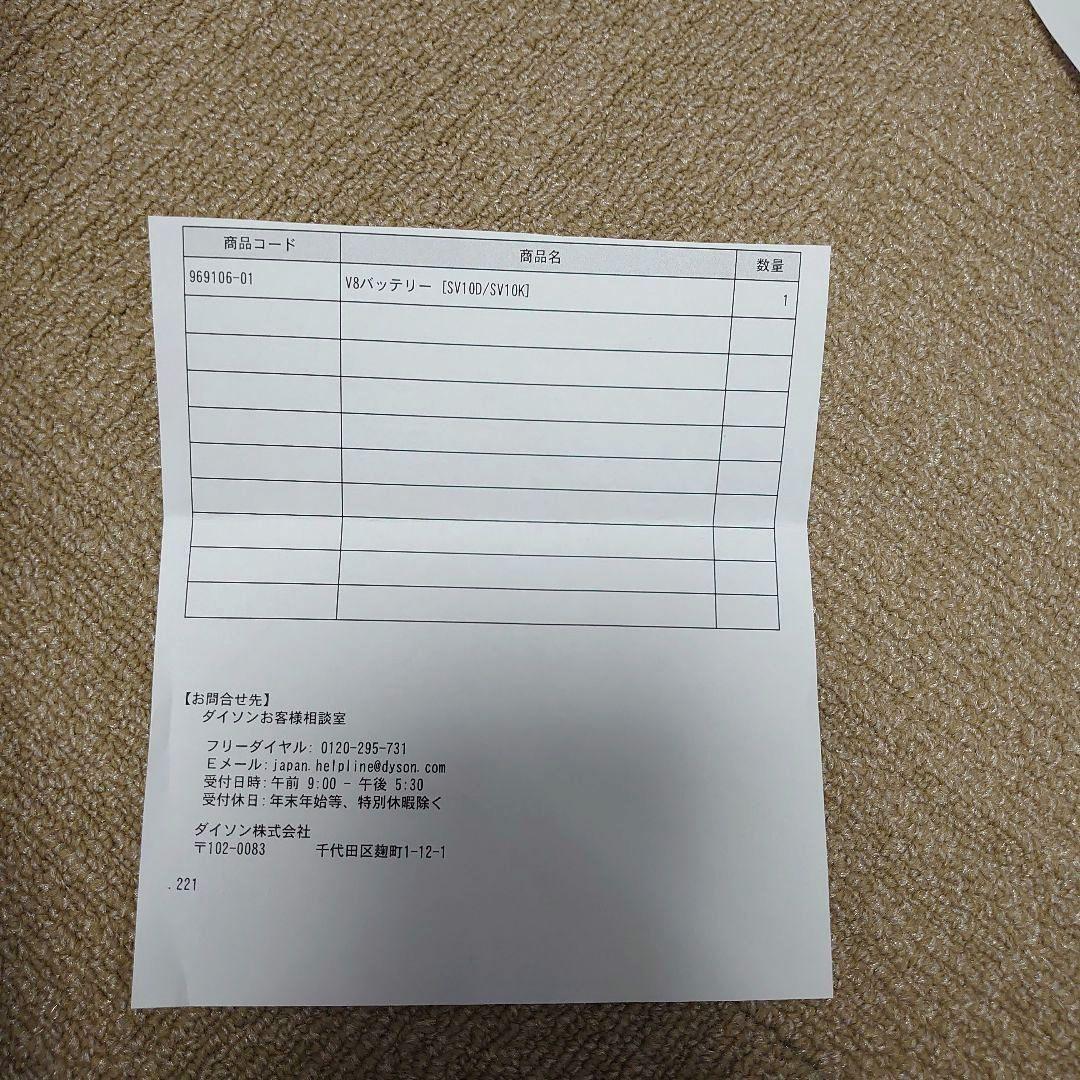 商品コード 商品名 数量
969106-01 V8バッテリー [SV10D/SV10K] 1
【お問合せ先】
ダイソンお客様相談室
フリーダイヤル: 0120-295-731
Eメール:japan.helpline@dyson.com
受付日時:午前 9:00 - 午後 5:30
受付休日:年末年始等、特別休暇除く
ダイソン株式会社
〒102-0083 千代田区麹町1-12-1
.221